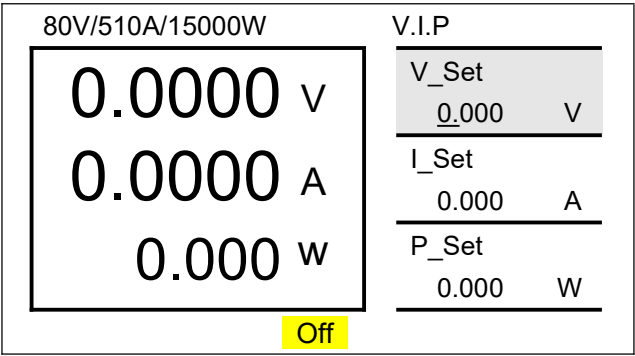 80V/510A/15000W
0.0000 V
0.0000 A
0.000 W
V.I.P
V_Set
0.000 V
I_Set
0.000 A
P_Set
0.000 W
Off